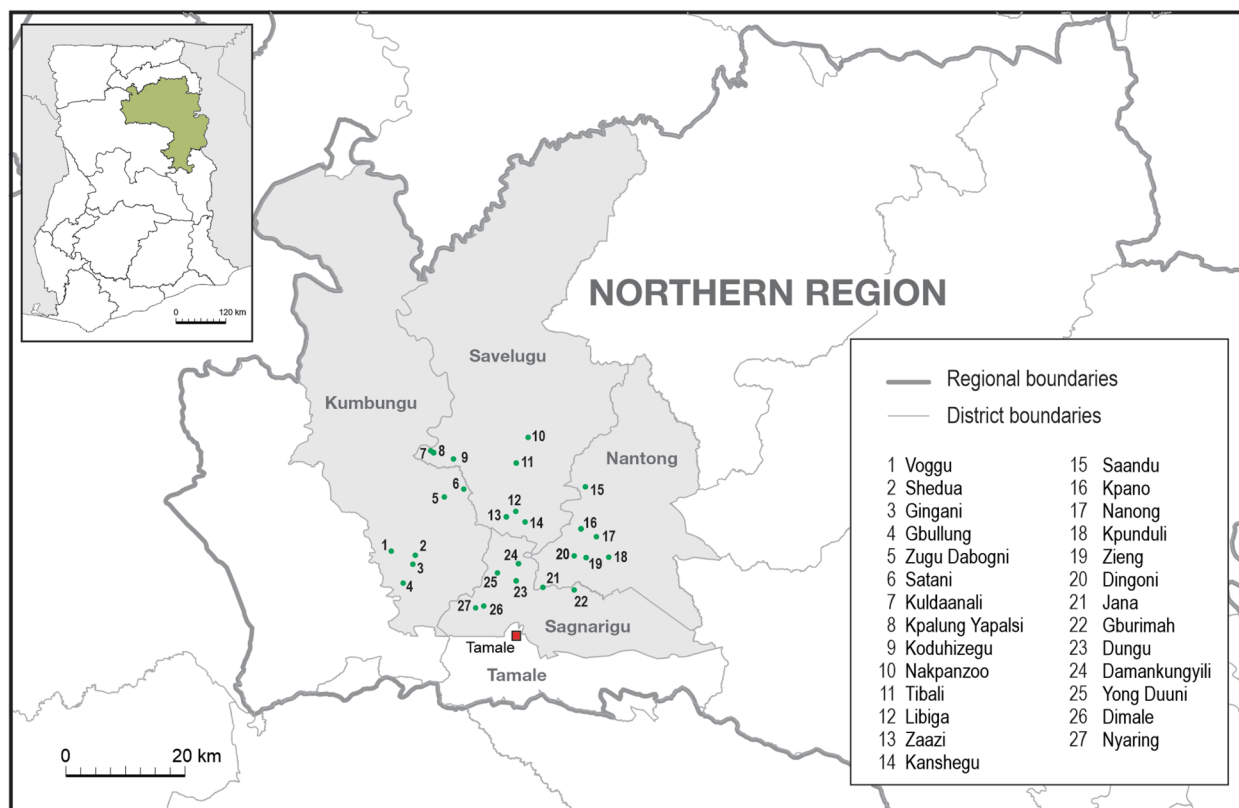 0 120 km
NORTHERN REGION
Savelugu
Kumbungu
Nantong
Sagnarigu
Tamale
Tamale
10
7 8
9
11
6
5
15
12
13
14
16
17
1
2
3
4
24
25
23
20
19
18
21
22
27
26
0 20 km
Regional boundaries
District boundaries
1 Voggu
2 Shedua
3 Gingani
4 Gbullung
5 Zugu Dabogni
6 Satani
7 Kuldaanali
8 Kpalung Yapalsi
9 Koduhizegu
10 Nakpanzoo
11 Tibali
12 Libiga
13 Zaazi
14 Kanshegu
15 Saandu
16 Kpano
17 Nanong
18 Kpunduli
19 Zieng
20 Dingoni
21 Jana
22 Gburimah
23 Dungu
24 Damankungyili
25 Yong Duuni
26 Dimale
27 Nyaring